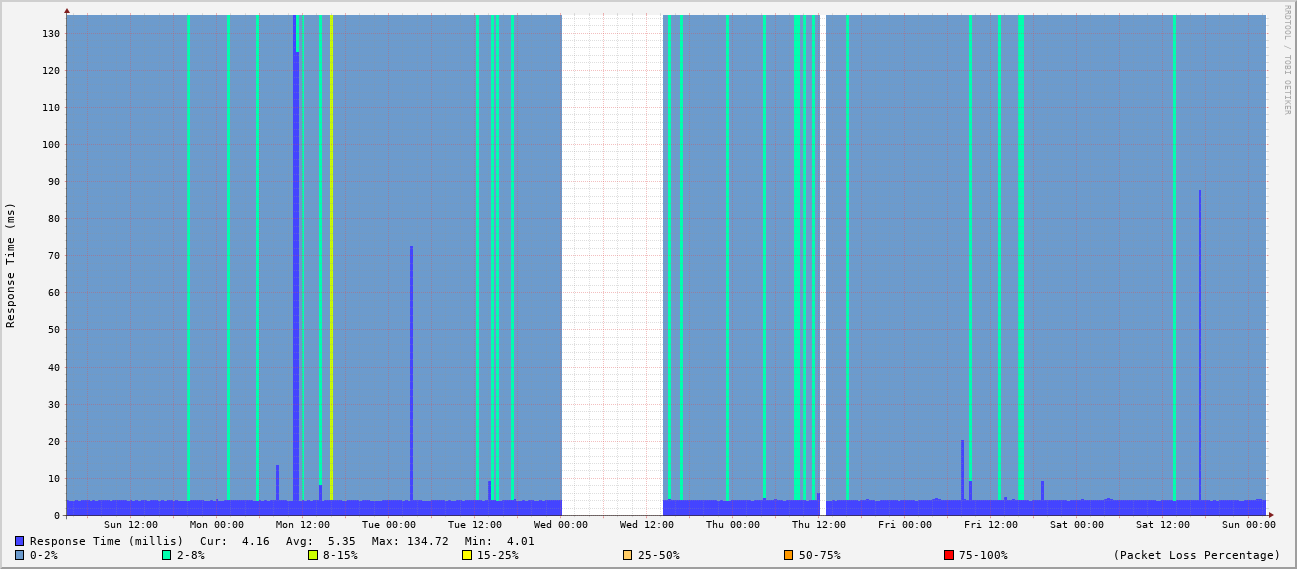 RRDTOOL / TOBI OETIKER
Response Time (ms)
130
120
110
100
90
80
70
60
50
40
30
20
10
0
Sun 12:00 Mon 00:00 Mon 12:00 Tue 00:00 Tue 12:00 Wed 00:00 Wed 12:00 Thu 00:00 Thu 12:00 Fri 00:00 Fri 12:00 Sat 00:00 Sat 12:00 Sun 00:00
Response Time (millis) Cur: 4.16 Avg: 5.35 Max: 134.72 Min: 4.01
0-2% 2-8% 8-15% 15-25% 25-50% 50-75% 75-100% (Packet Loss Percentage)